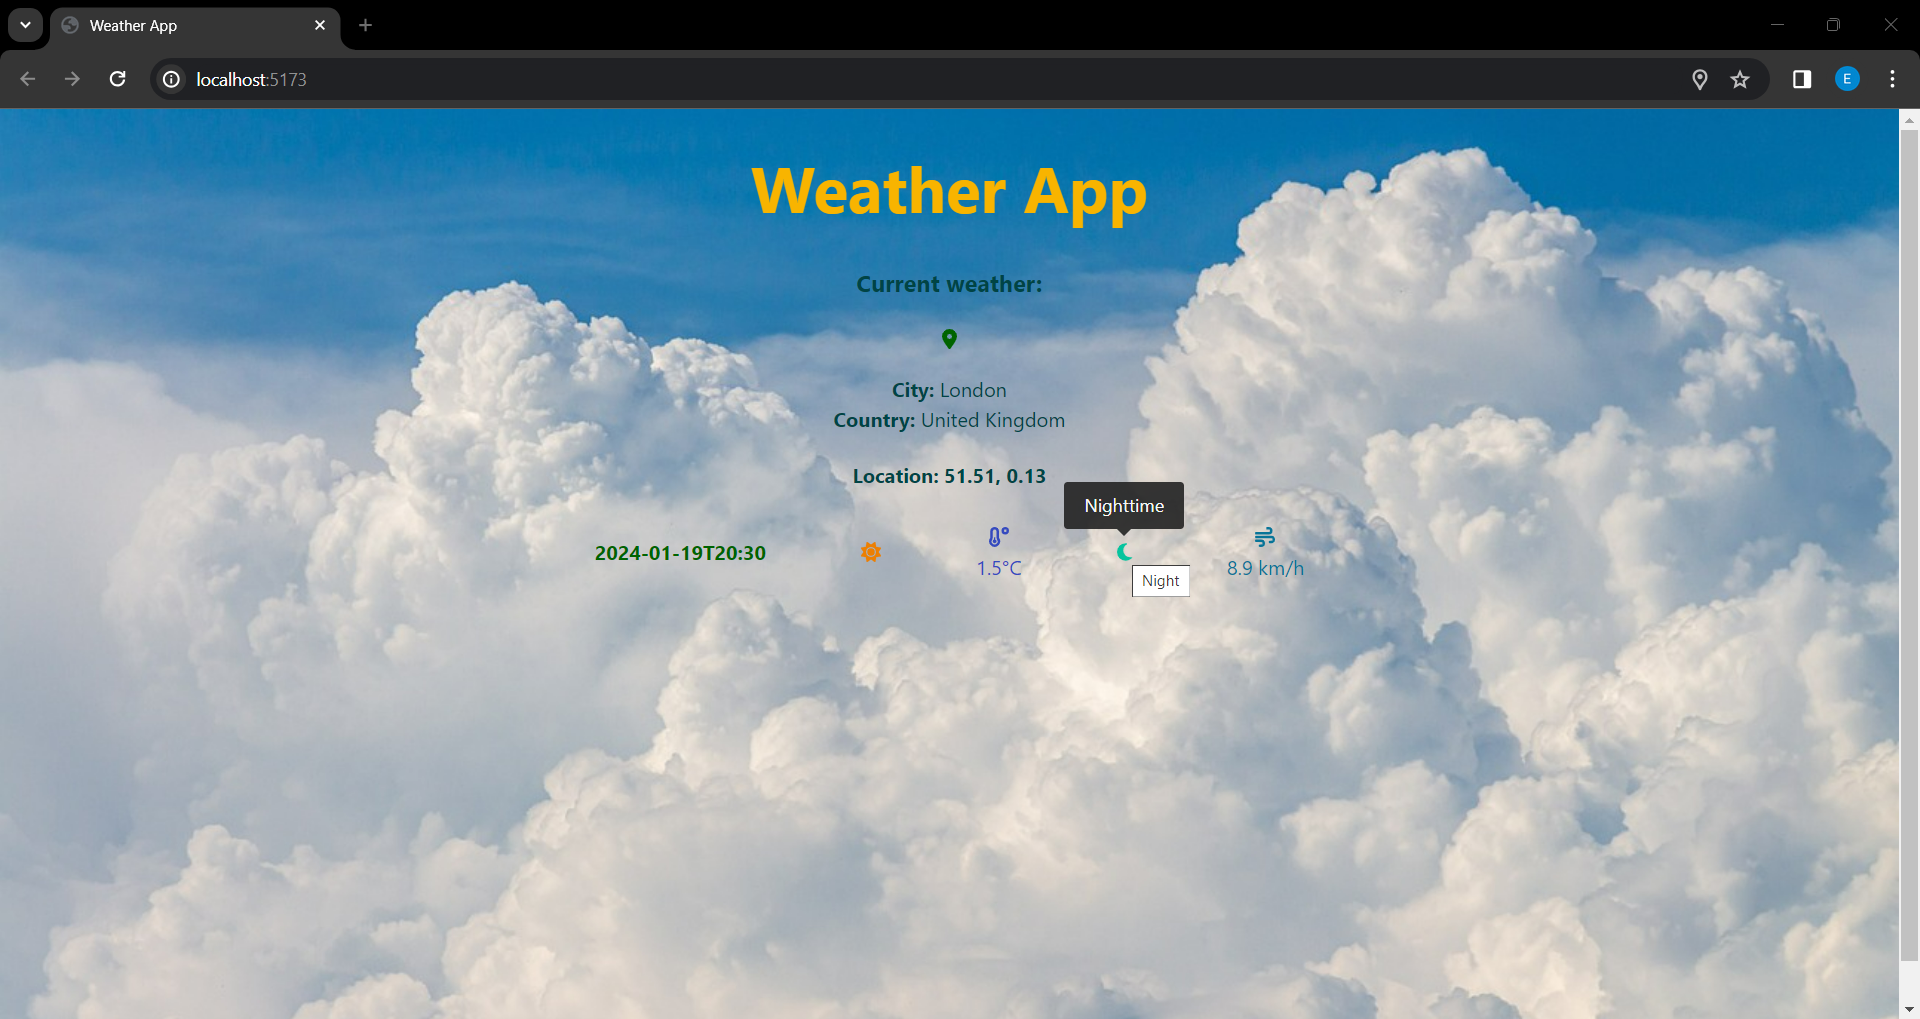 Weather App
localhost:5173
E
Weather App
Current weather:
City: London
Country: United Kingdom
Location: 51.51, 0.13
Nighttime
2024-01-19T20:30
1.5°C
Night
8.9 km/h